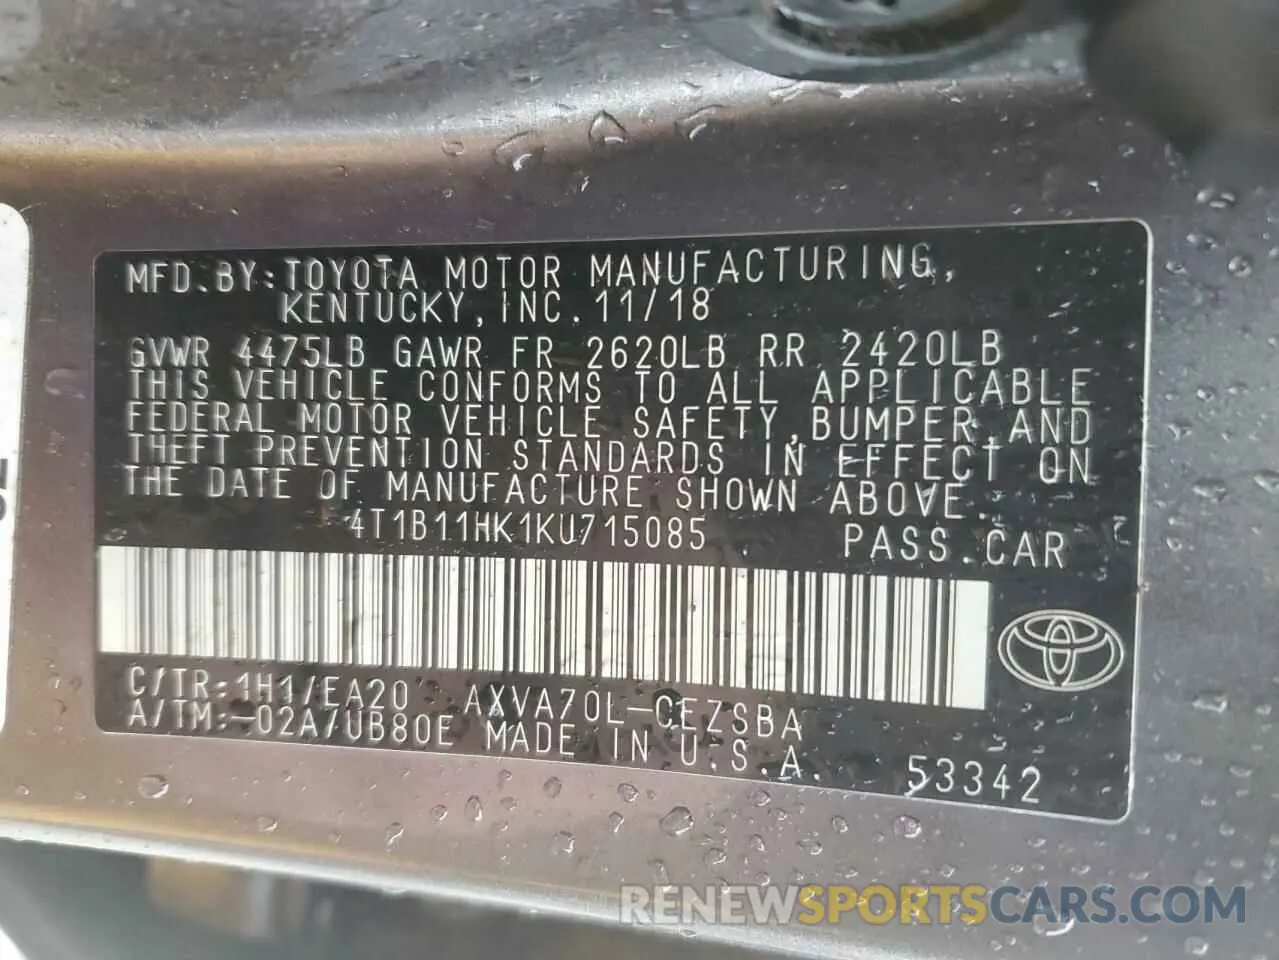 MFD. BY: TOYOTA MOTOR MANUFACTURING,
KENTUCKY, INC. 11/18
GVWR 4475LB GAWR FR 2620LB RR 2420LB
THIS VEHICLE CONFORMS TO ALL APPLICABLE
FEDERAL MOTOR VEHICLE SAFETY, BUMPER, AND
THEFT PREVENTION STANDARDS IN EFFECT ON
THE DATE OF MANUFACTURE SHOWN ABOVE.
4T1B11HK1KU715085 PASS. CAR
C/TR: 1H1/EA20 AXVA70L-CEZSBA
A/TM: -02A/UB80E MADE IN U.S.A.
53342
RENEWSPORTSCARS.COM